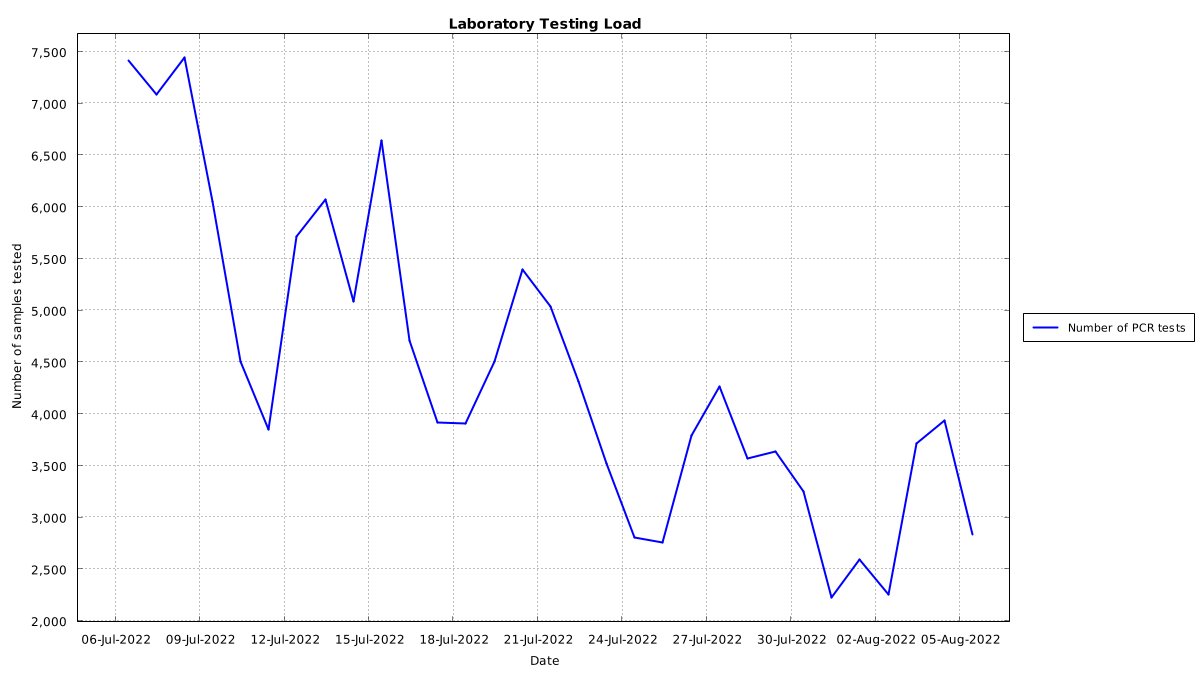 Laboratory Testing Load
Number of samples tested
7,500
7,000
6,500
6,000
5,500
5,000
4,500
4,000
3,500
3,000
2,500
2,000
06-Jul-2022 09-Jul-2022 12-Jul-2022 15-Jul-2022 18-Jul-2022 21-Jul-2022 24-Jul-2022 27-Jul-2022 30-Jul-2022 02-Aug-2022 05-Aug-2022
Date
Number of PCR tests